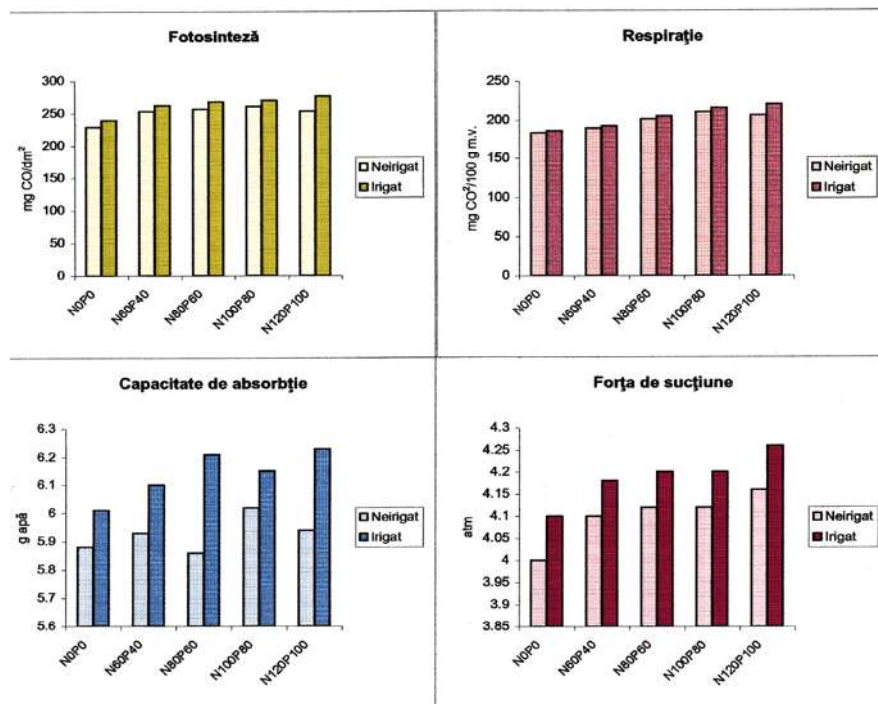 Fotosinteză
mg CO/dm²
300
250
200
150
100
50
0
N0P0
N60P40
N80P60
N100P80
N120P100
Neirigat
Irigat
Respiraţie
mg CO²/100 g m.v.
250
200
150
100
50
0
N0P0
N60P40
N80P60
N100P80
N120P100
Neirigat
Irigat
Capacitate de absorbţie
g apă
6.3
6.2
6.1
6
5.9
5.8
5.7
5.6
N0P0
N60P40
N80P60
N100P80
N120P100
Neirigat
Irigat
Forţa de sucţiune
atm
4.3
4.25
4.2
4.15
4.1
4.05
4
3.95
3.9
3.85
N0P0
N60P40
N80P60
N100P80
N120P100
Neirigat
Irigat